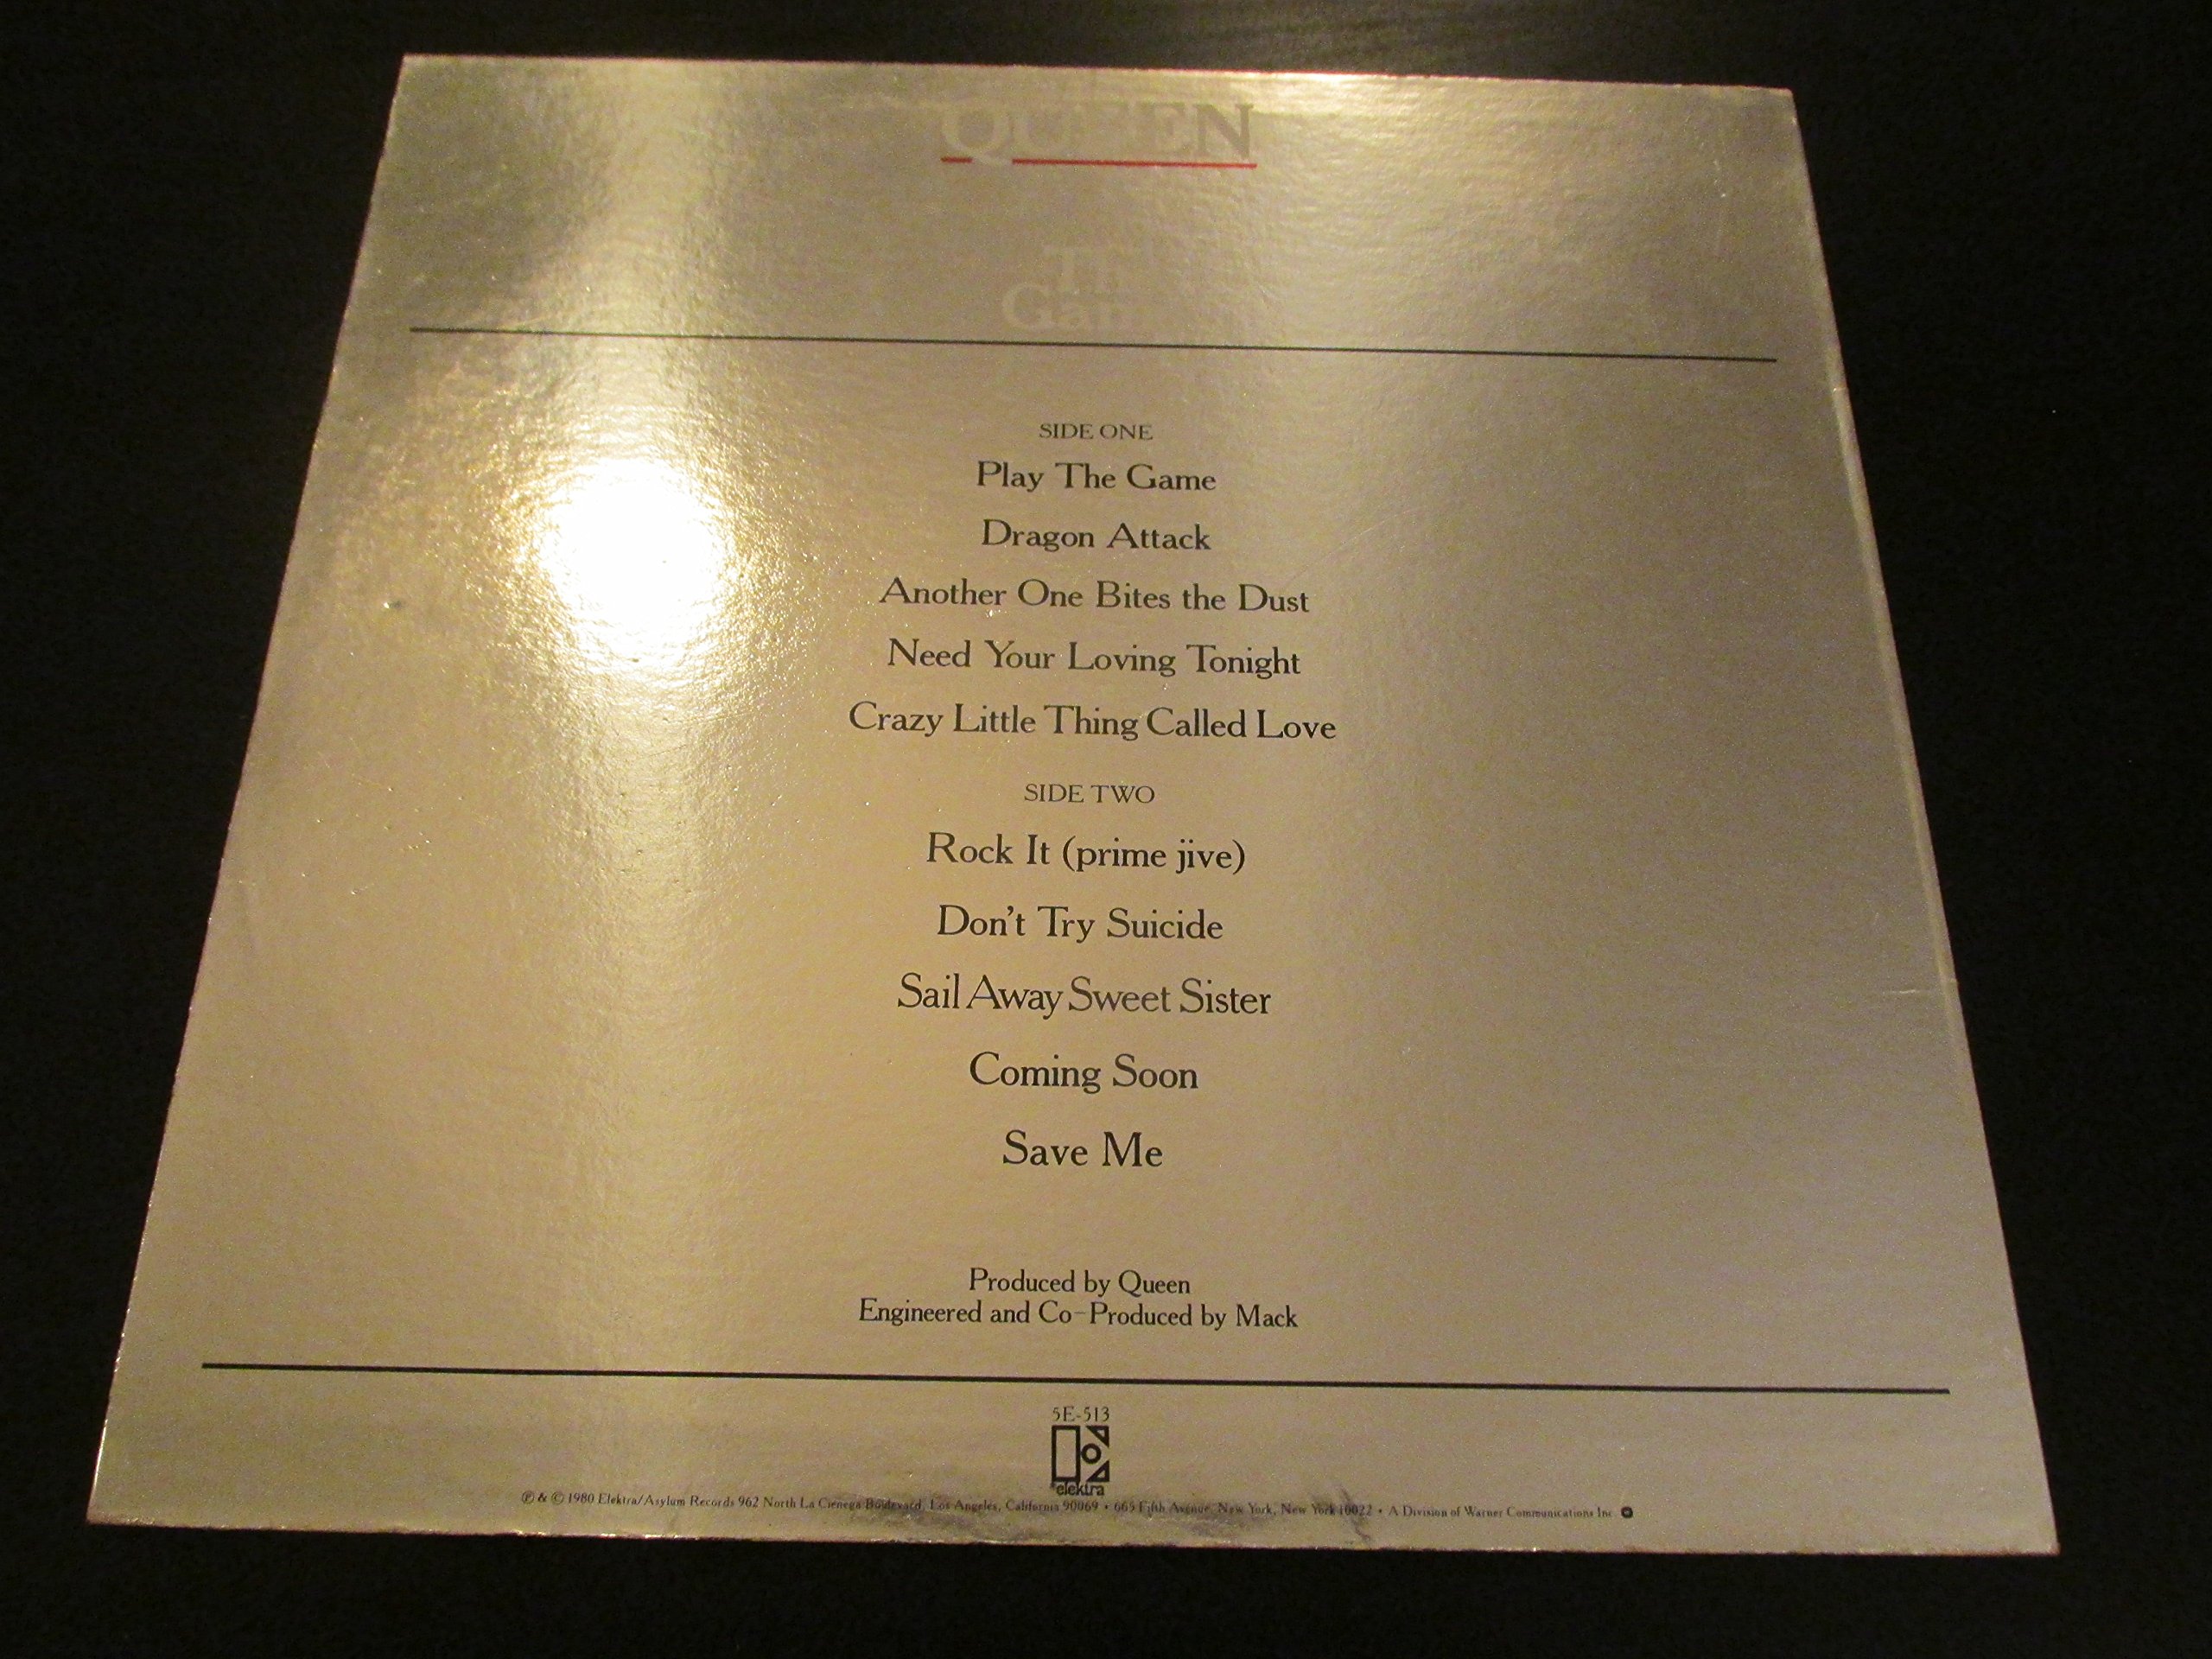 QUEEN
The
Game
SIDE ONE
Play The Game
Dragon Attack
Another One Bites the Dust
Need Your Loving Tonight
Crazy Little Thing Called Love
SIDE TWO
Rock It (prime jive)
Don't Try Suicide
Sail Away Sweet Sister
Coming Soon
Save Me
Produced by Queen
Engineered and Co-Produced by Mack
5E-513
elektra
℗ & © 1980 Elektra/Asylum Records 962 North La Cienega Boulevard, Los Angeles, California 90069 • 665 Fifth Avenue, New York, New York 10022 • A Division of Warner Communications Inc.